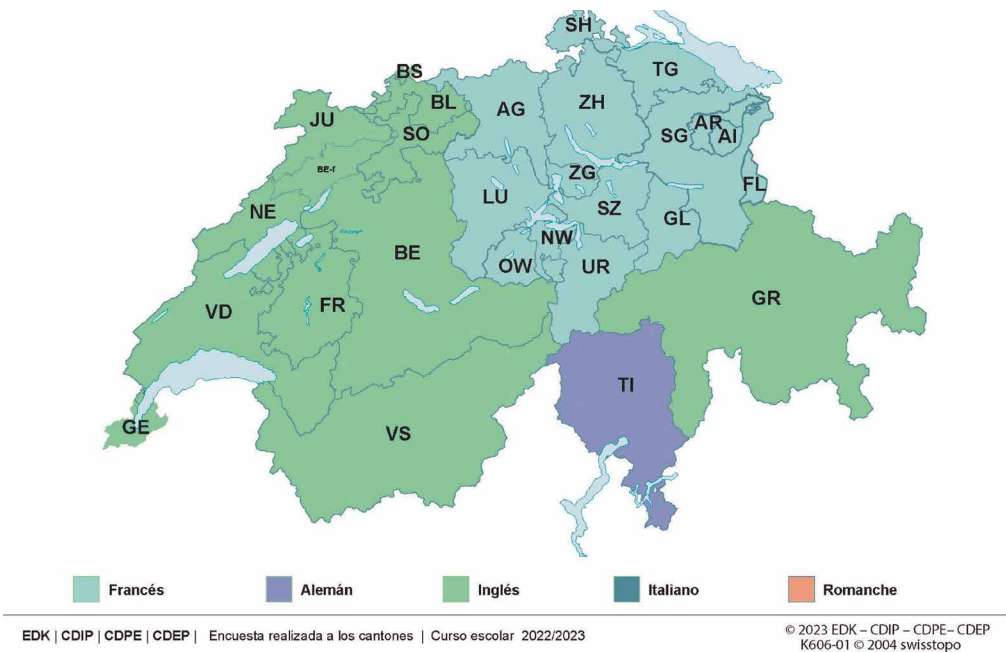 SH
BS
TG
BL
AG
ZH
JU
AR
SO
SG
AI
BE-f
ZG
FL
LU
NE
SZ
GL
NW
BE
OW
UR
GR
FR
VD
TI
GE
VS
Francés
Alemán
Inglés
Italiano
Romanche
EDK | CDIP | CDPE | CDEP | Encuesta realizada a los cantones | Curso escolar 2022/2023
© 2023 EDK – CDIP – CDPE– CDEP
K606-01 © 2004 swisstopo